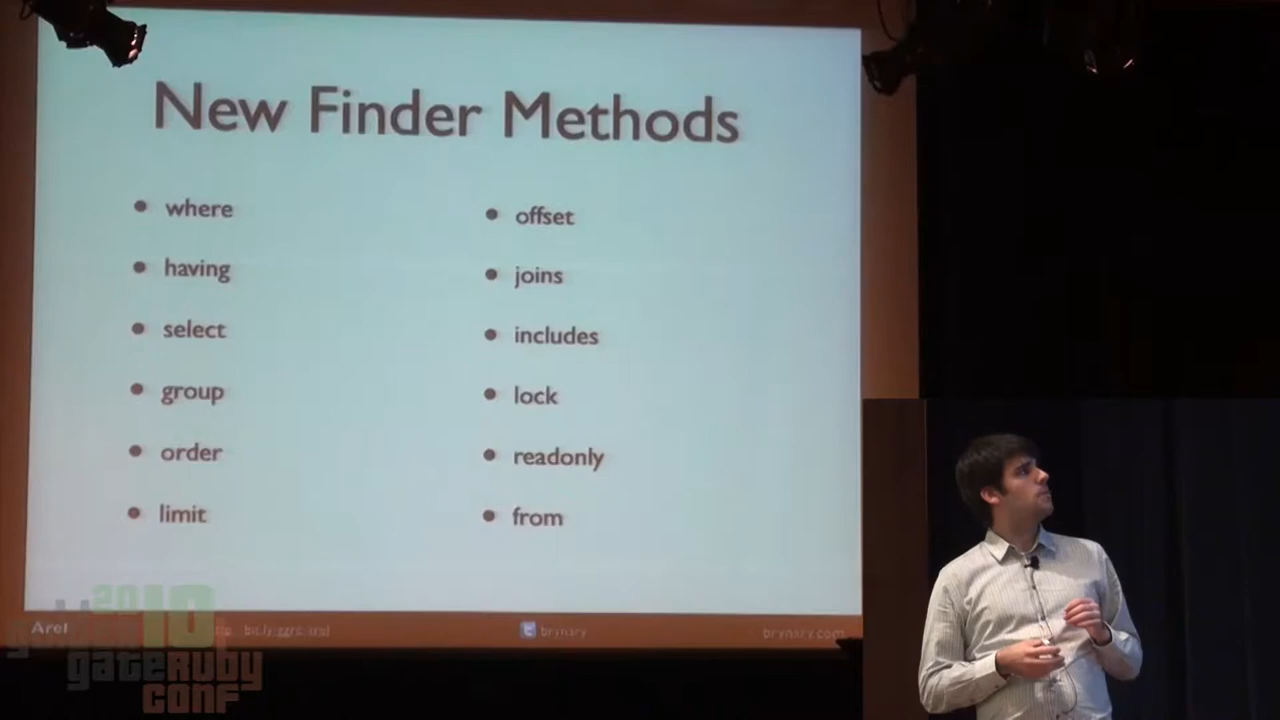 New Finder Methods
where
having
select
group
order
limit
offset
joins
includes
lock
readonly
from
Arel
brynary
brynary.com
2010
golden
gateRuby
conf